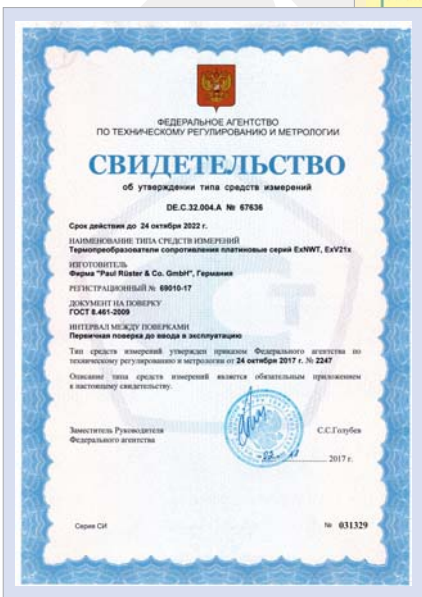 ФЕДЕРАЛЬНОЕ АГЕНТСТВО
ПО ТЕХНИЧЕСКОМУ РЕГУЛИРОВАНИЮ И МЕТРОЛОГИИ
СВИДЕТЕЛЬСТВО
об утверждении типа средств измерений
DE.C.32.004.A № 67636
Срок действия до 24 октября 2022 г.
НАИМЕНОВАНИЕ ТИПА СРЕДСТВ ИЗМЕРЕНИЙ
Термопреобразователи сопротивления платиновые серий ExNWT, ExV21x
ИЗГОТОВИТЕЛЬ
Фирма "Paul Rüster & Co. GmbH", Германия
РЕГИСТРАЦИОННЫЙ № 69010-17
ДОКУМЕНТ НА ПОВЕРКУ
ГОСТ 8.461-2009
ИНТЕРВАЛ МЕЖДУ ПОВЕРКАМИ
Первичная поверка до ввода в эксплуатацию
Тип средств измерений утвержден приказом Федерального агентства по
техническому регулированию и метрологии от 24 октября 2017 г. № 2247
Описание типа средств измерений является обязательным приложением
к настоящему свидетельству.
Заместитель Руководителя С.С.Голубев
Федерального агентства
2017 г.
Серия СИ № 031329